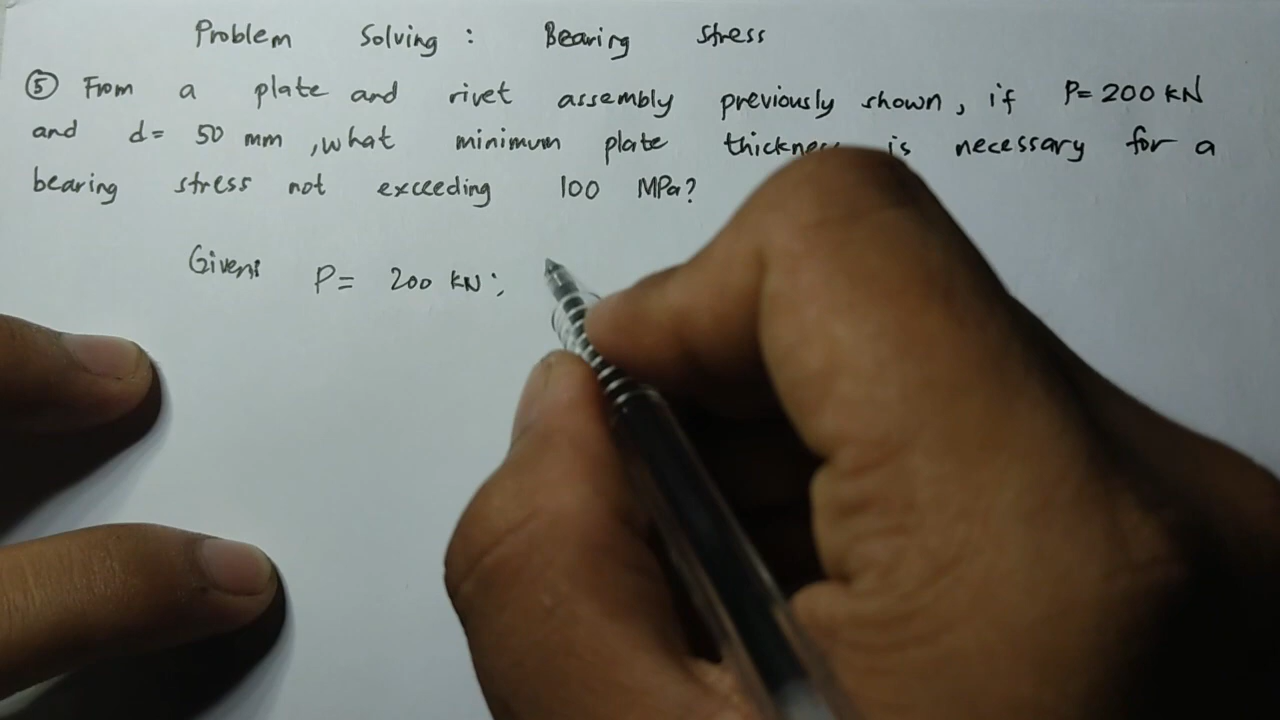 Problem Solving : Bearing stress
⑤ From a plate and rivet assembly previously shown, if P= 200 kN
and d= 50 mm, what minimum plate thickness is necessary for a
bearing stress not exceeding 100 MPa?
Given: P= 200 kN;